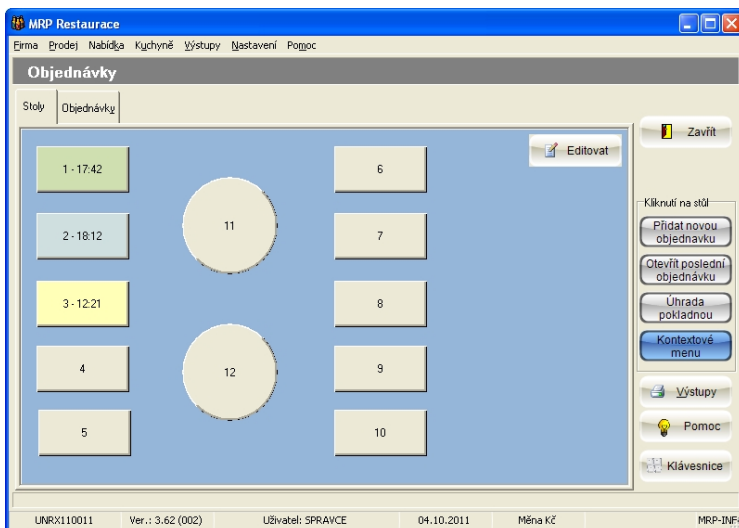 MRP Restaurace
Firma Prodej Nabídka Kuchyně Výstupy Nastavení Pomoc
Objednávky
Stoly Objednávky
Editovat
1 - 17:42
2 - 18:12
3 - 12:21
4
5
11
12
6
7
8
9
10
Zavřít
Kliknutí na stůl
Přidat novou
objednavku
Otevřít poslední
objednávku
Úhrada
pokladnou
Kontextové
menu
Výstupy
Pomoc
Klávesnice
UNRX110011 Ver.: 3.62 (002) Uživatel: SPRAVCE 04.10.2011 Měna Kč